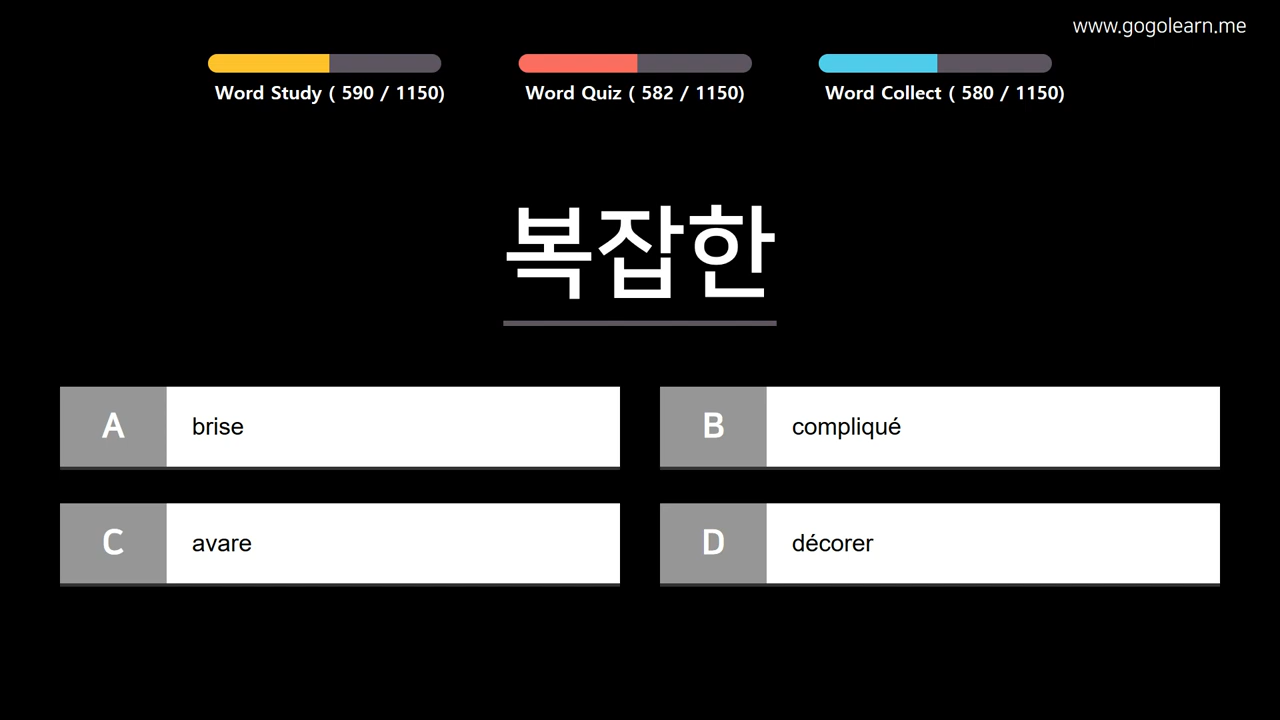 www.gogolearn.me
Word Study ( 590 / 1150)
Word Quiz ( 582 / 1150)
Word Collect ( 580 / 1150)
복잡한
A brise
B compliqué
C avare
D décorer